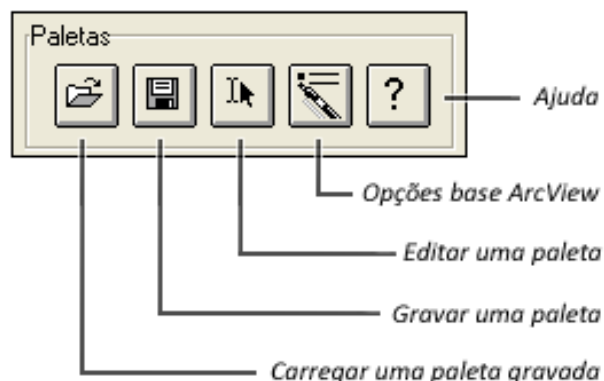 Paletas
?
Ajuda
Opções base ArcView
Editar uma paleta
Gravar uma paleta
Carregar uma paleta gravada